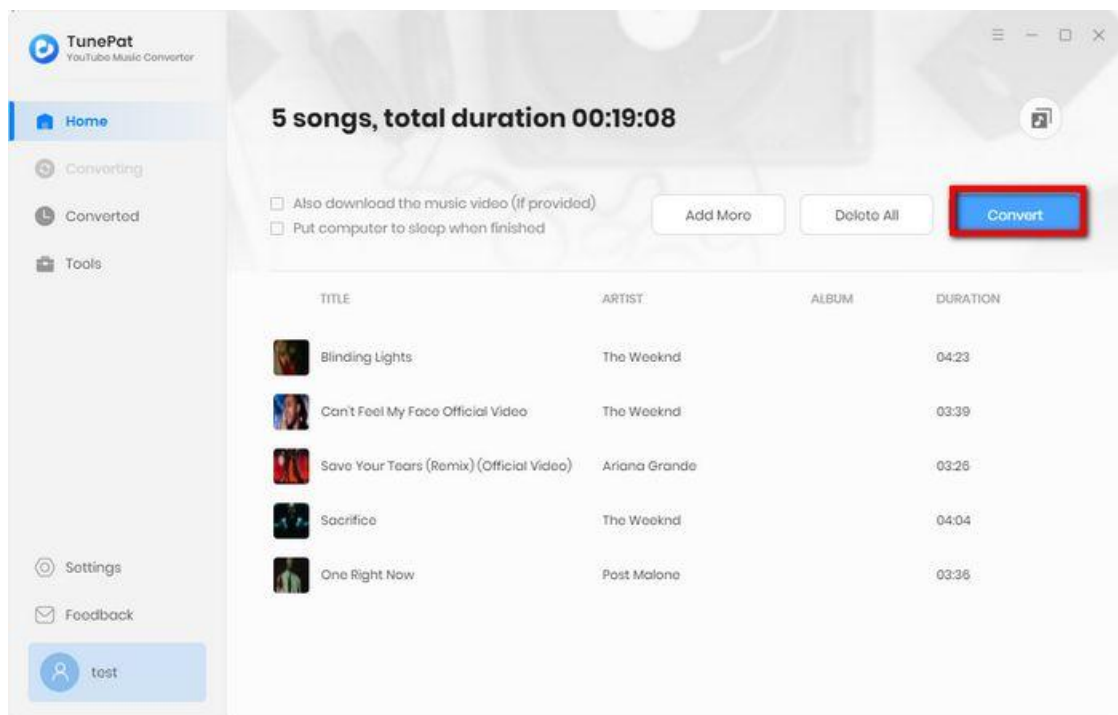 TunePat
YouTube Music Converter
Home
Converting
Converted
Tools
Settings
Feedback
test
5 songs, total duration 00:19:08
Also download the music video (If provided)
Put computer to sleep when finished
Add More
Delete All
Convert
TITLE ARTIST ALBUM DURATION
Blinding Lights The Weeknd 04:23
Can't Feel My Face Official Video The Weeknd 03:39
Save Your Tears (Remix) (Official Video) Ariana Grande 03:26
Sacrifice The Weeknd 04:04
One Right Now Post Malone 03:36